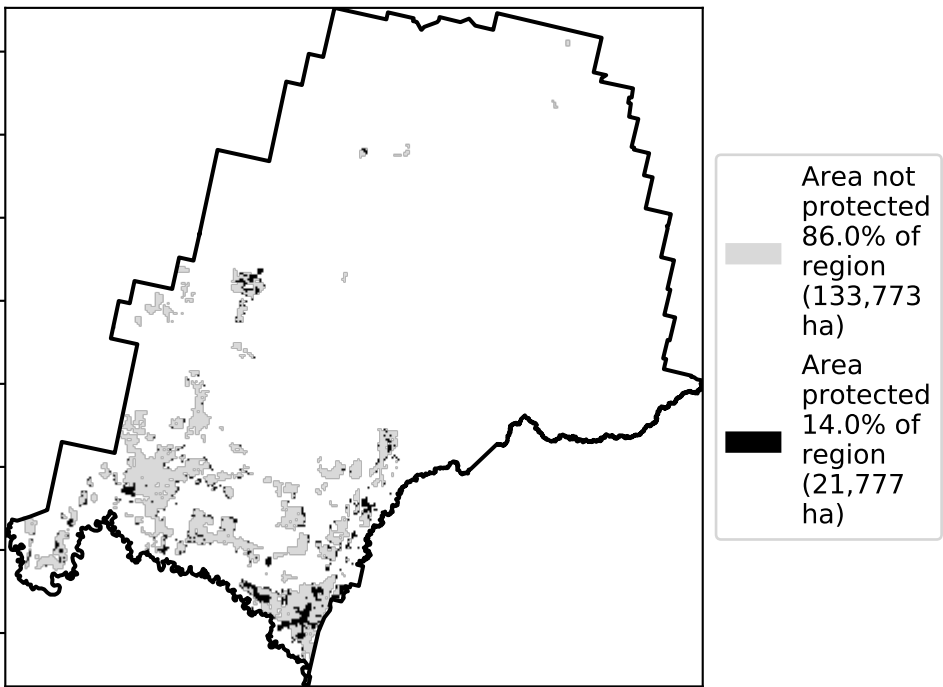 Area not
protected
86.0% of
region
(133,773
ha)
Area
protected
14.0% of
region
(21,777
ha)